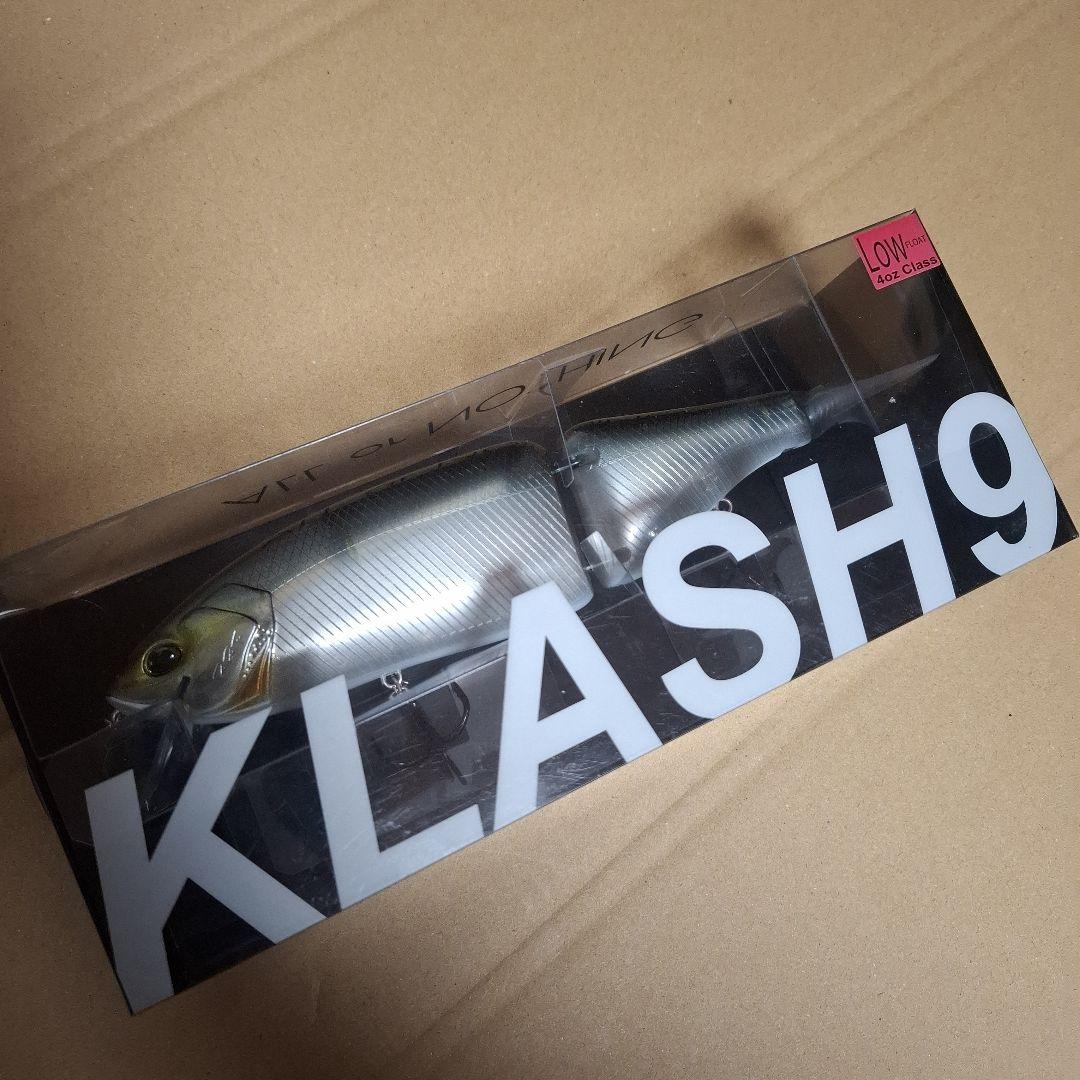 LOW FLOAT
4oz Class
ALL or NOTHING
KLASH9